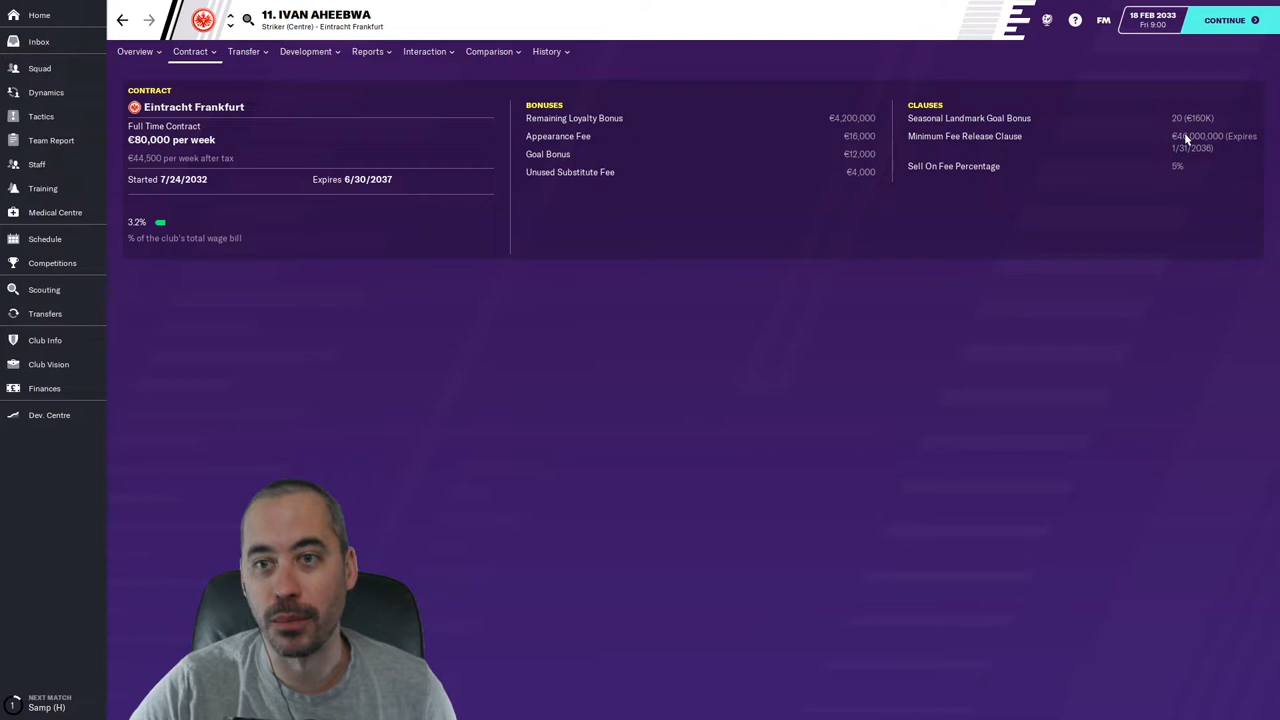 11. IVAN AHEEBWA
Striker (Centre) - Eintracht Frankfurt
FM
18 FEB 2033
Fri 9:00
CONTINUE
Home
Inbox
Squad
Dynamics
Tactics
Team Report
Staff
Training
Medical Centre
Schedule
Competitions
Scouting
Transfers
Club Info
Club Vision
Finances
Dev. Centre
NEXT MATCH
1 Samp (H)
Overview Contract Transfer Development Reports Interaction Comparison History
CONTRACT
Eintracht Frankfurt
Full Time Contract
€80,000 per week
€44,500 per week after tax
Started 7/24/2032 Expires 6/30/2037
3.2%
% of the club's total wage bill
BONUSES
Remaining Loyalty Bonus €4,200,000
Appearance Fee €16,000
Goal Bonus €12,000
Unused Substitute Fee €4,000
CLAUSES
Seasonal Landmark Goal Bonus 20 (€160K)
Minimum Fee Release Clause (Expires
1/31/2036)
Sell On Fee Percentage 5%